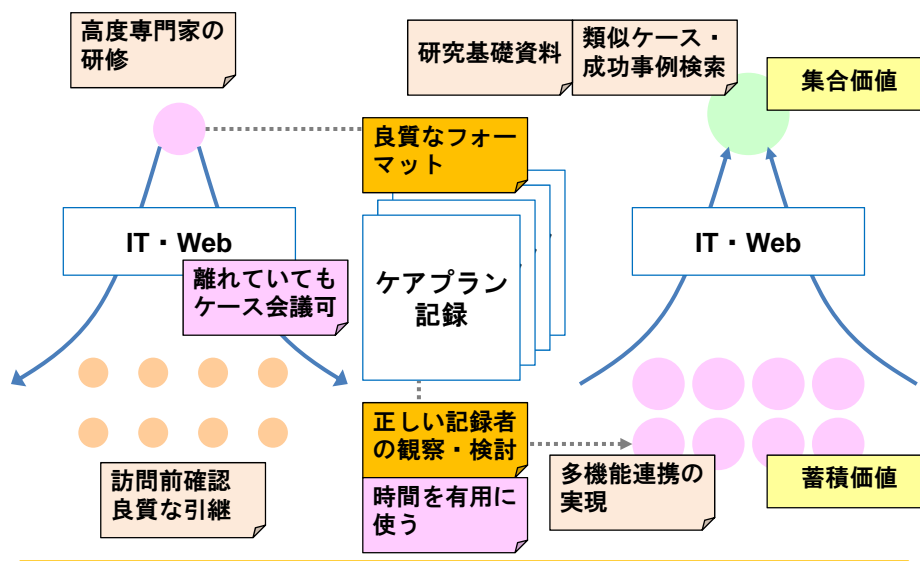 高度専門家の
研修
研究基礎資料
類似ケース・
成功事例検索
集合価値
良質なフォー
マット
IT・Web
離れていても
ケース会議可
ケアプラン
記録
IT・Web
正しい記録者
の観察・検討
時間を有用に
使う
訪問前確認
良質な引継
多機能連携の
実現
蓄積価値